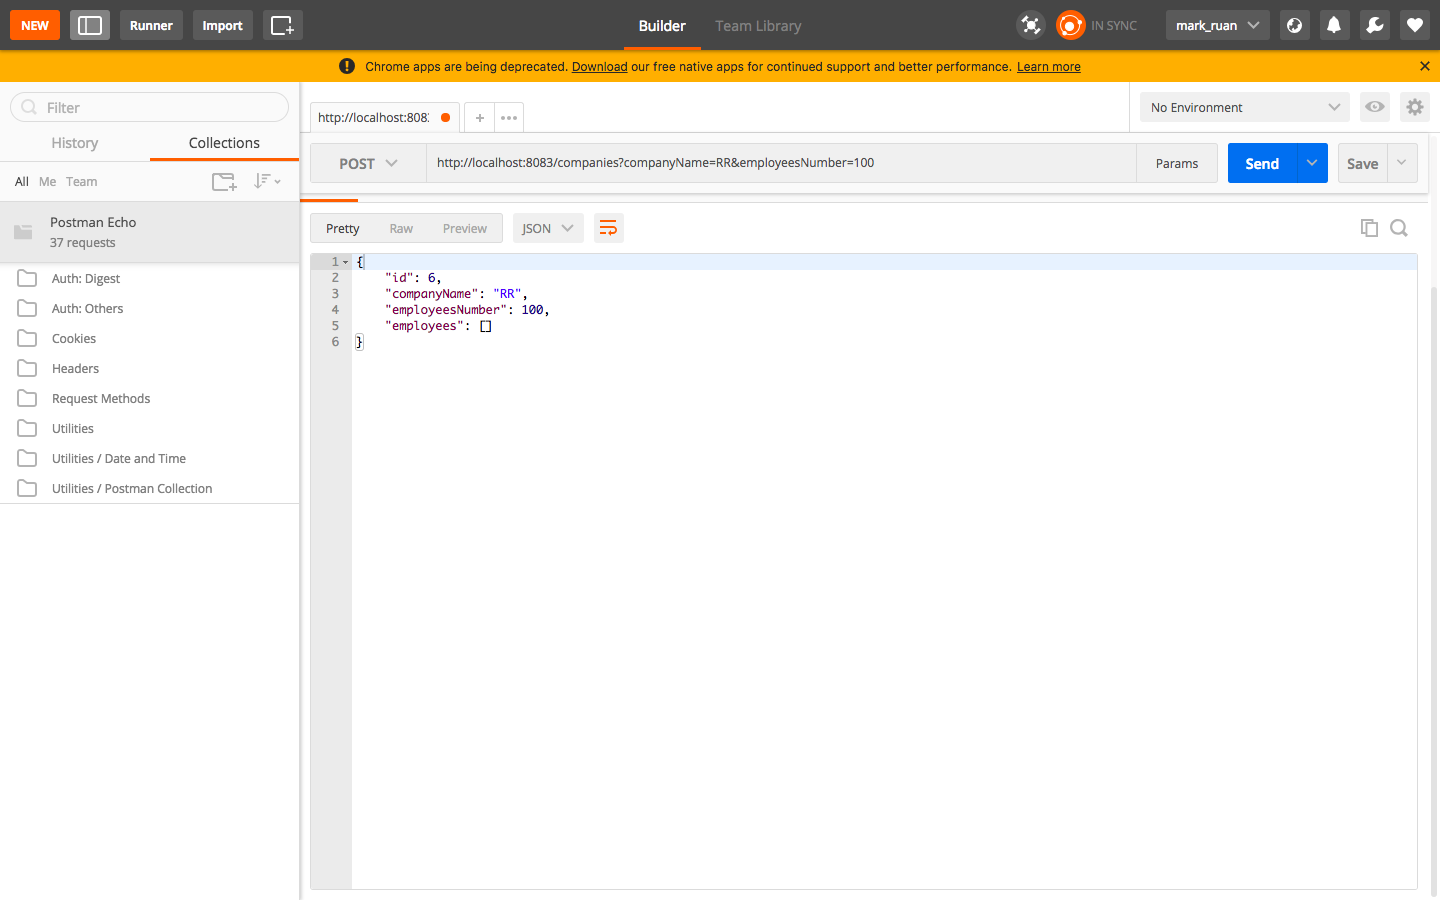 NEW Runner Import Builder Team Library IN SYNC mark_ruan
Chrome apps are being deprecated. Download our free native apps for continued support and better performance. Learn more
Filter
History Collections
All Me Team
Postman Echo
37 requests
Auth: Digest
Auth: Others
Cookies
Headers
Request Methods
Utilities
Utilities / Date and Time
Utilities / Postman Collection
http://localhost:808
No Environment
POST http://localhost:8083/companies?companyName=RR&employeesNumber=100 Params Send Save
Pretty Raw Preview JSON
1 {
2 "id": 6,
3 "companyName": "RR",
4 "employeesNumber": 100,
5 "employees": []
6 }